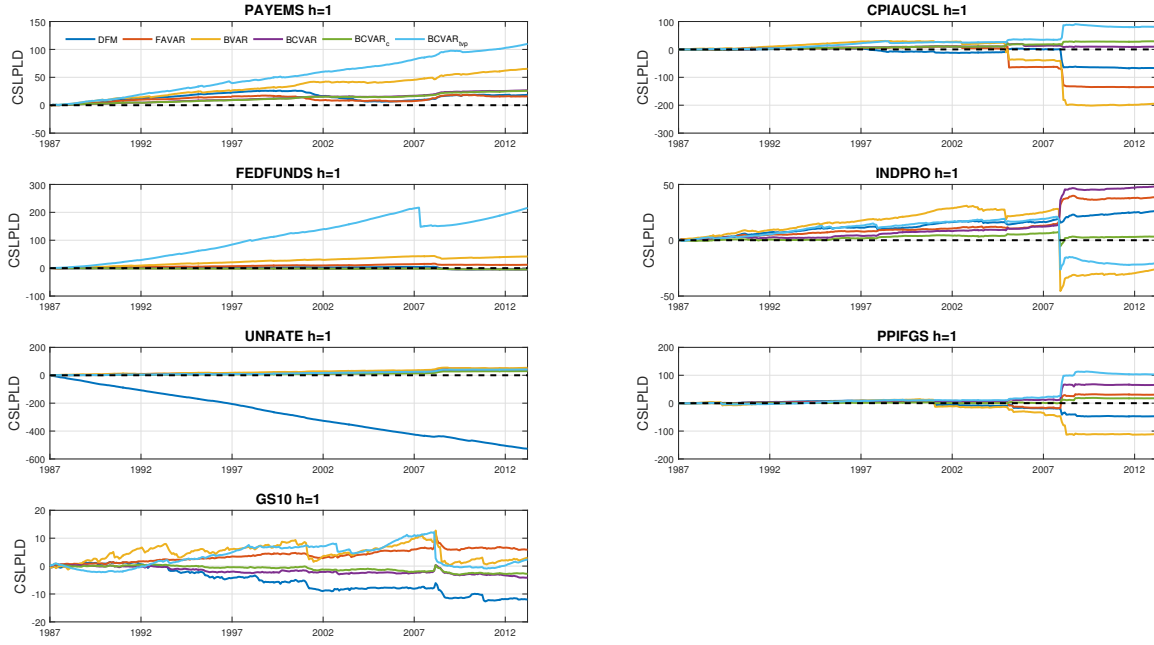 PAYEMS h=1
CSLPLD
150
100
50
0
-50
DFM FAVAR BVAR BCVAR BCVAR_c BCVAR_tvp
1987 1992 1997 2002 2007 2012
CPIAUCSL h=1
CSLPLD
100
0
-100
-200
-300
1987 1992 1997 2002 2007 2012
FEDFUNDS h=1
CSLPLD
300
200
100
0
-100
1987 1992 1997 2002 2007 2012
INDPRO h=1
CSLPLD
50
0
-50
1987 1992 1997 2002 2007 2012
UNRATE h=1
CSLPLD
200
0
-200
-400
-600
1987 1992 1997 2002 2007 2012
PPIFGS h=1
CSLPLD
200
100
0
-100
-200
1987 1992 1997 2002 2007 2012
GS10 h=1
CSLPLD
20
10
0
-10
-20
1987 1992 1997 2002 2007 2012